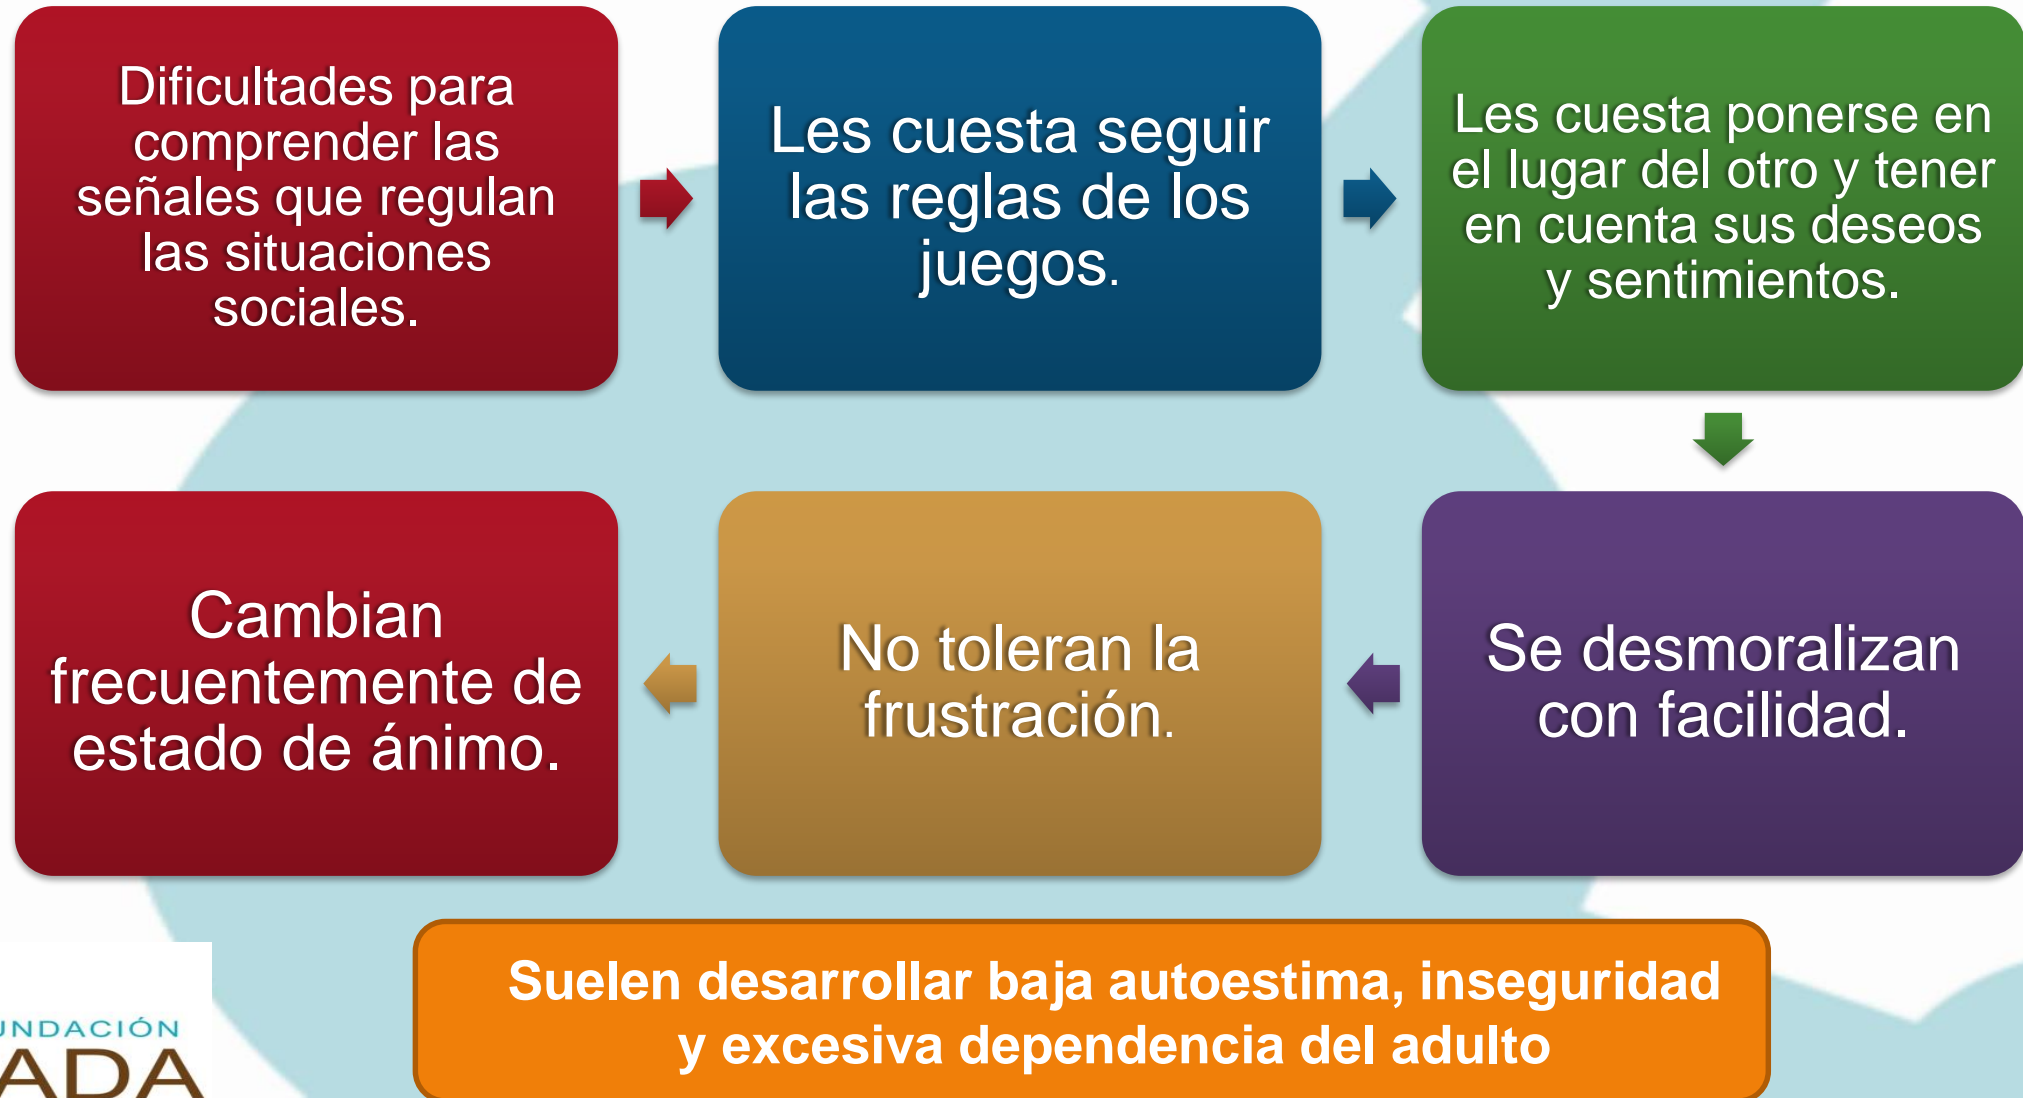 Dificultades para
comprender las
señales que regulan
las situaciones
sociales.
Les cuesta seguir
las reglas de los
juegos.
Les cuesta ponerse en
el lugar del otro y tener
en cuenta sus deseos
y sentimientos.
Se desmoralizan
con facilidad.
No toleran la
frustración.
Cambian
frecuentemente de
estado de ánimo.
Suelen desarrollar baja autoestima, inseguridad
y excesiva dependencia del adulto
UNDACIÓN
ADA